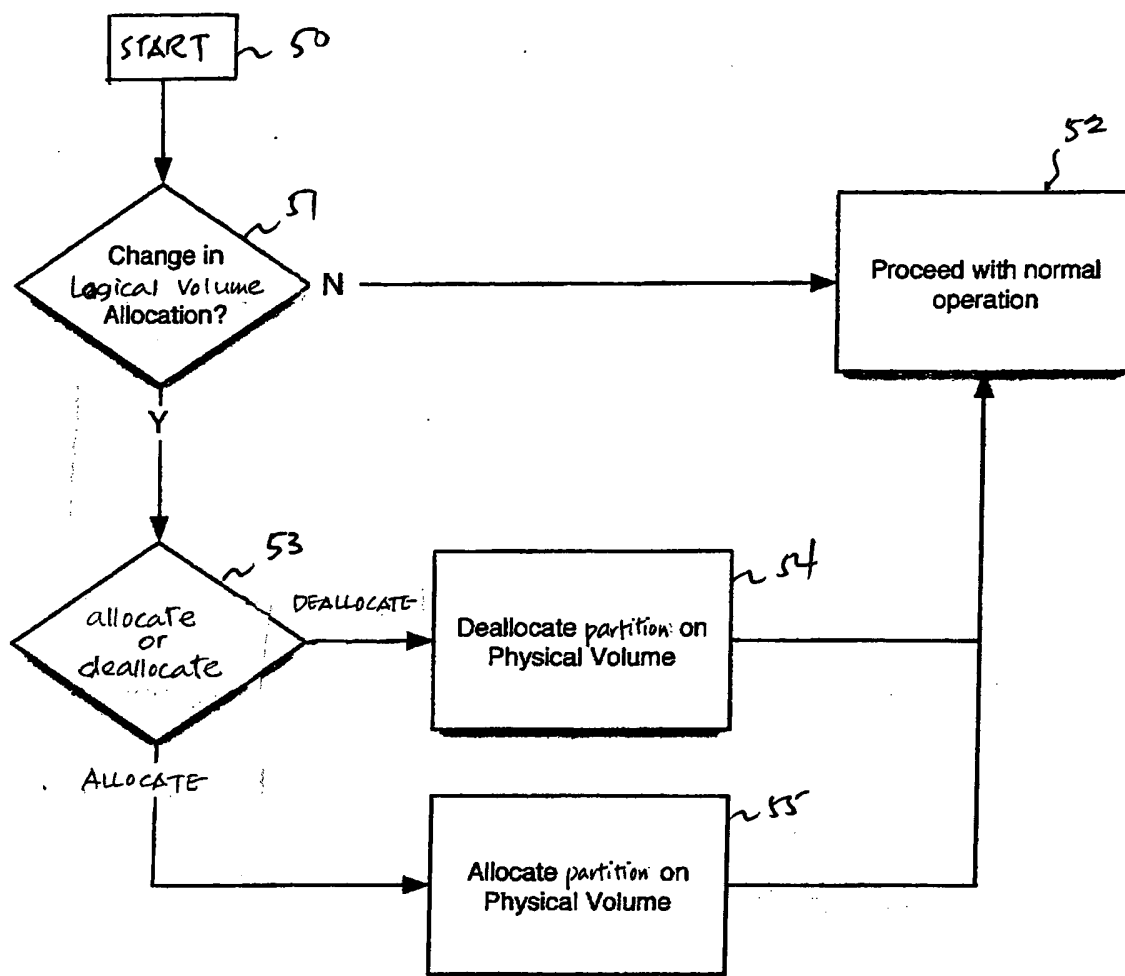 START
50
52
51
Change in
Logical Volume
Allocation?
N
Proceed with normal
operation
Y
53
allocate
or
deallocate
DEALLOCATE
54
Deallocate partition on
Physical Volume
ALLOCATE
55
Allocate partition on
Physical Volume